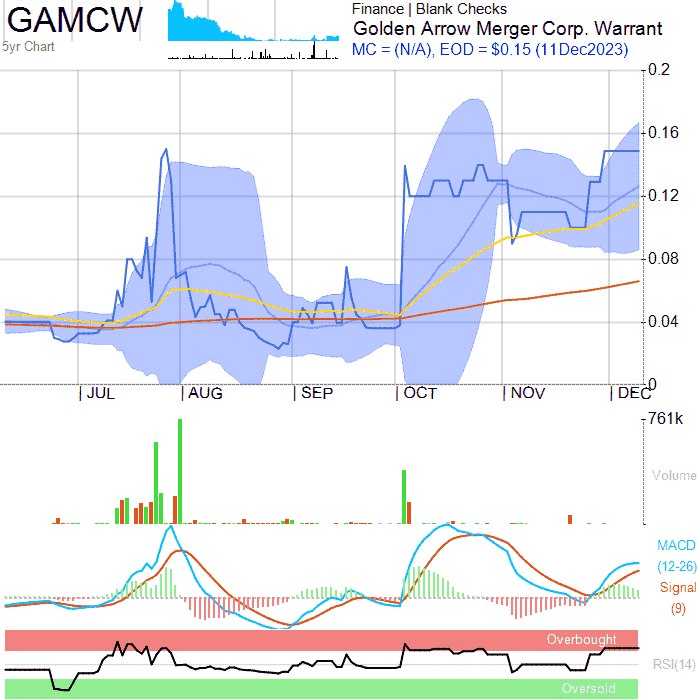 GAMCW
5yr Chart
Finance | Blank Checks
Golden Arrow Merger Corp. Warrant
MC = (N/A), EOD = $0.15 (11Dec2023)
0.2
0.16
0.12
0.08
0.04
0
| JUL
| AUG
| SEP
| OCT
| NOV
| DEC
761k
Volume
MACD
(12-26)
Signal
(9)
Overbought
RSI(14)
Oversold